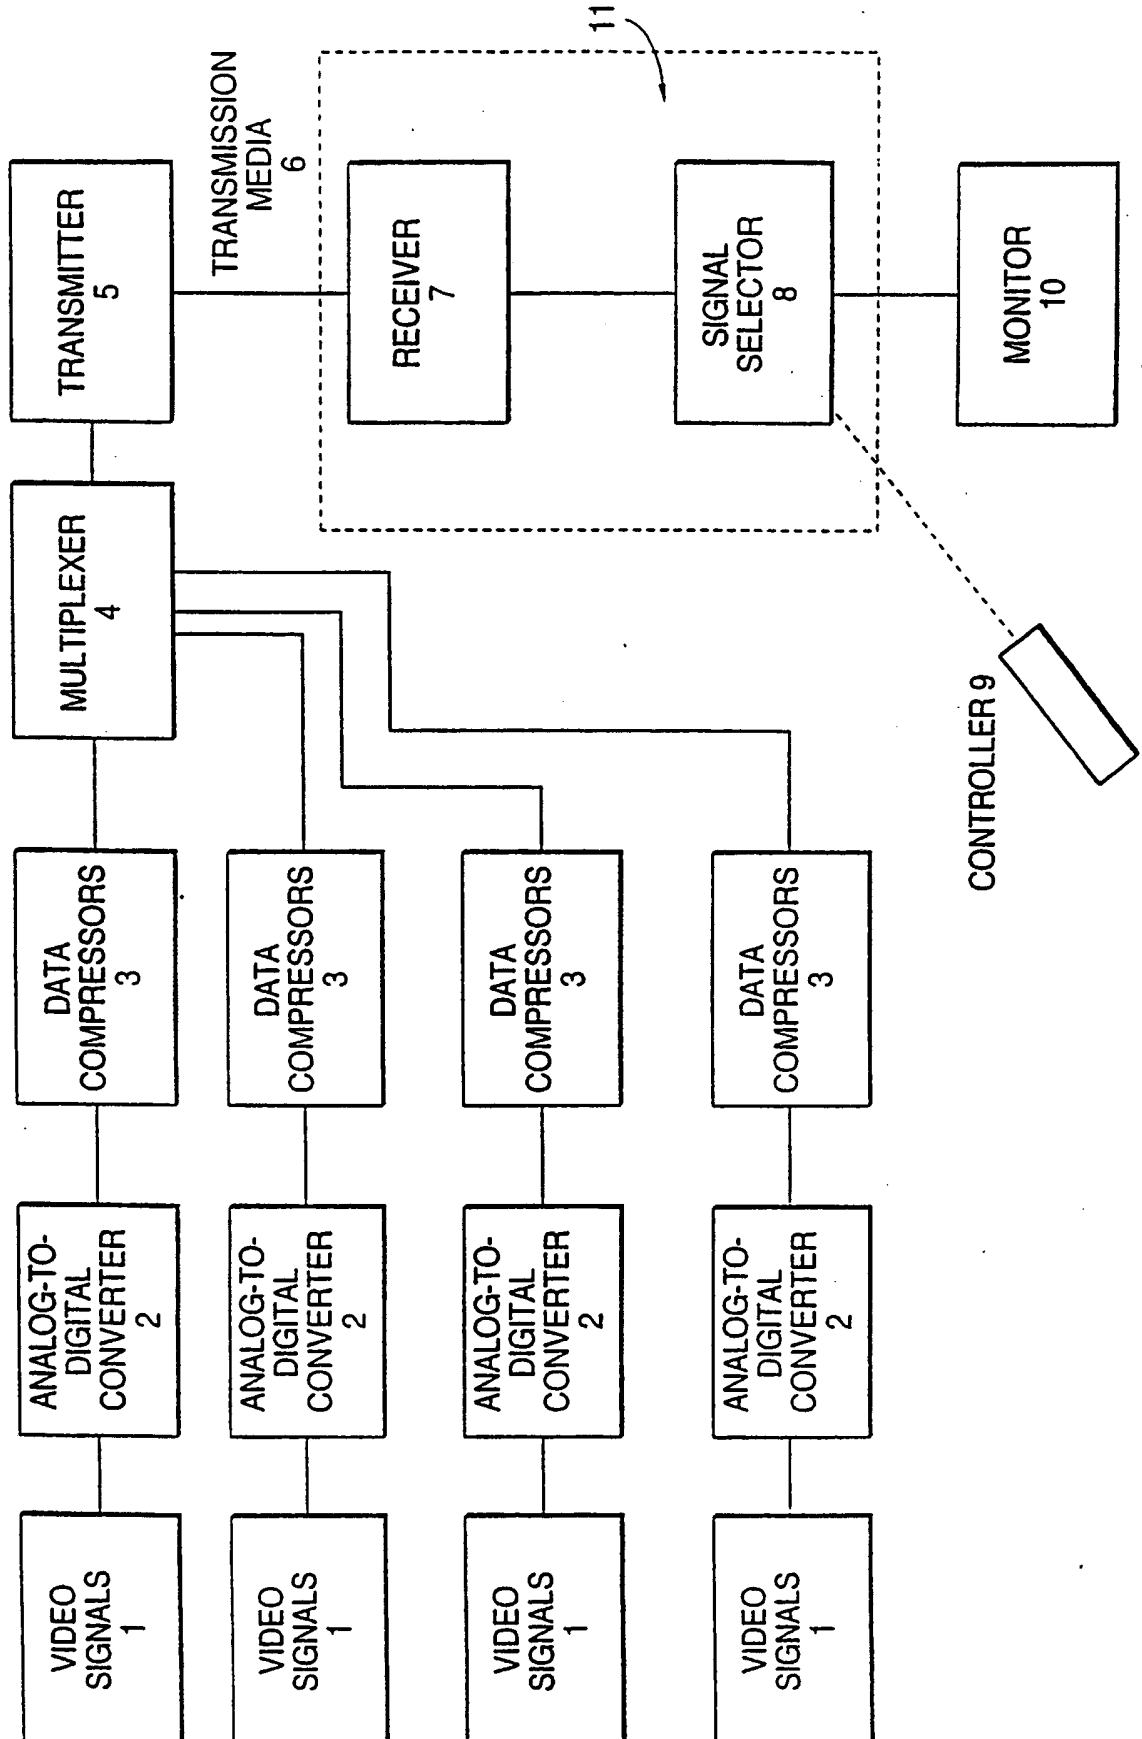 VIDEO
SIGNALS
1
ANALOG-TO-
DIGITAL
CONVERTER
2
DATA
COMPRESSORS
3
MULTIPLEXER
4
TRANSMITTER
5
VIDEO
SIGNALS
1
ANALOG-TO-
DIGITAL
CONVERTER
2
DATA
COMPRESSORS
3
TRANSMISSION
MEDIA
6
VIDEO
SIGNALS
1
ANALOG-TO-
DIGITAL
CONVERTER
2
DATA
COMPRESSORS
3
RECEIVER
7
11
VIDEO
SIGNALS
1
ANALOG-TO-
DIGITAL
CONVERTER
2
DATA
COMPRESSORS
3
SIGNAL
SELECTOR
8
CONTROLLER 9
MONITOR
10